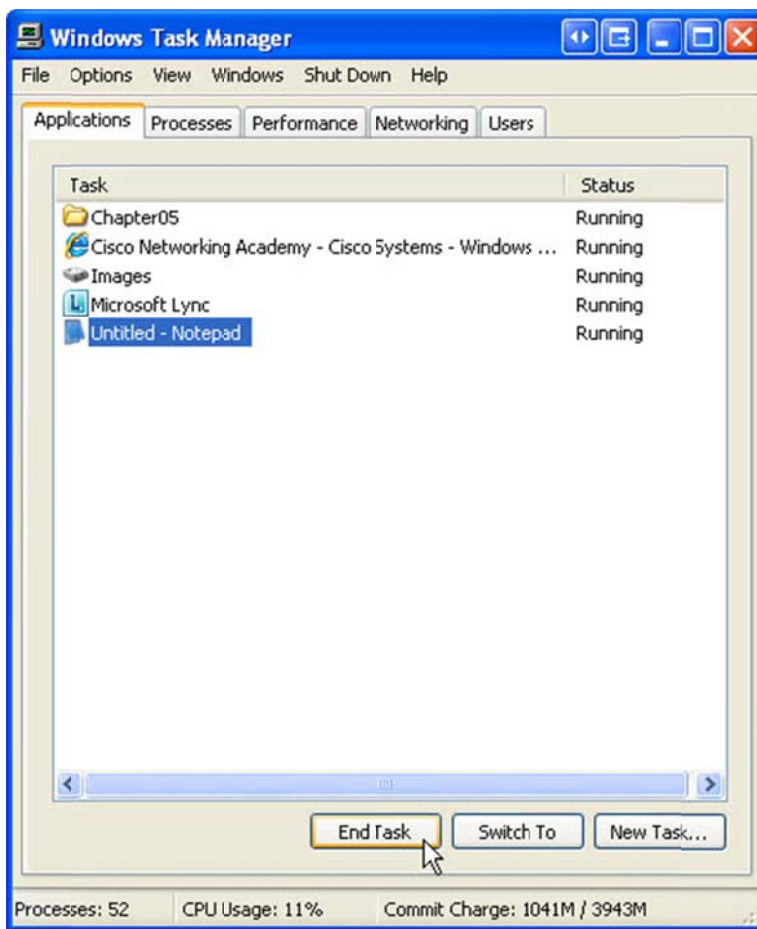 Windows Task Manager
File Options View Windows Shut Down Help
Applications Processes Performance Networking Users
Task Status
Chapter05 Running
Cisco Networking Academy - Cisco Systems - Windows ... Running
Images Running
L Microsoft Lync Running
Untitled - Notepad Running
End Task Switch To New Task...
Processes: 52 CPU Usage: 11% Commit Charge: 1041M / 3943M